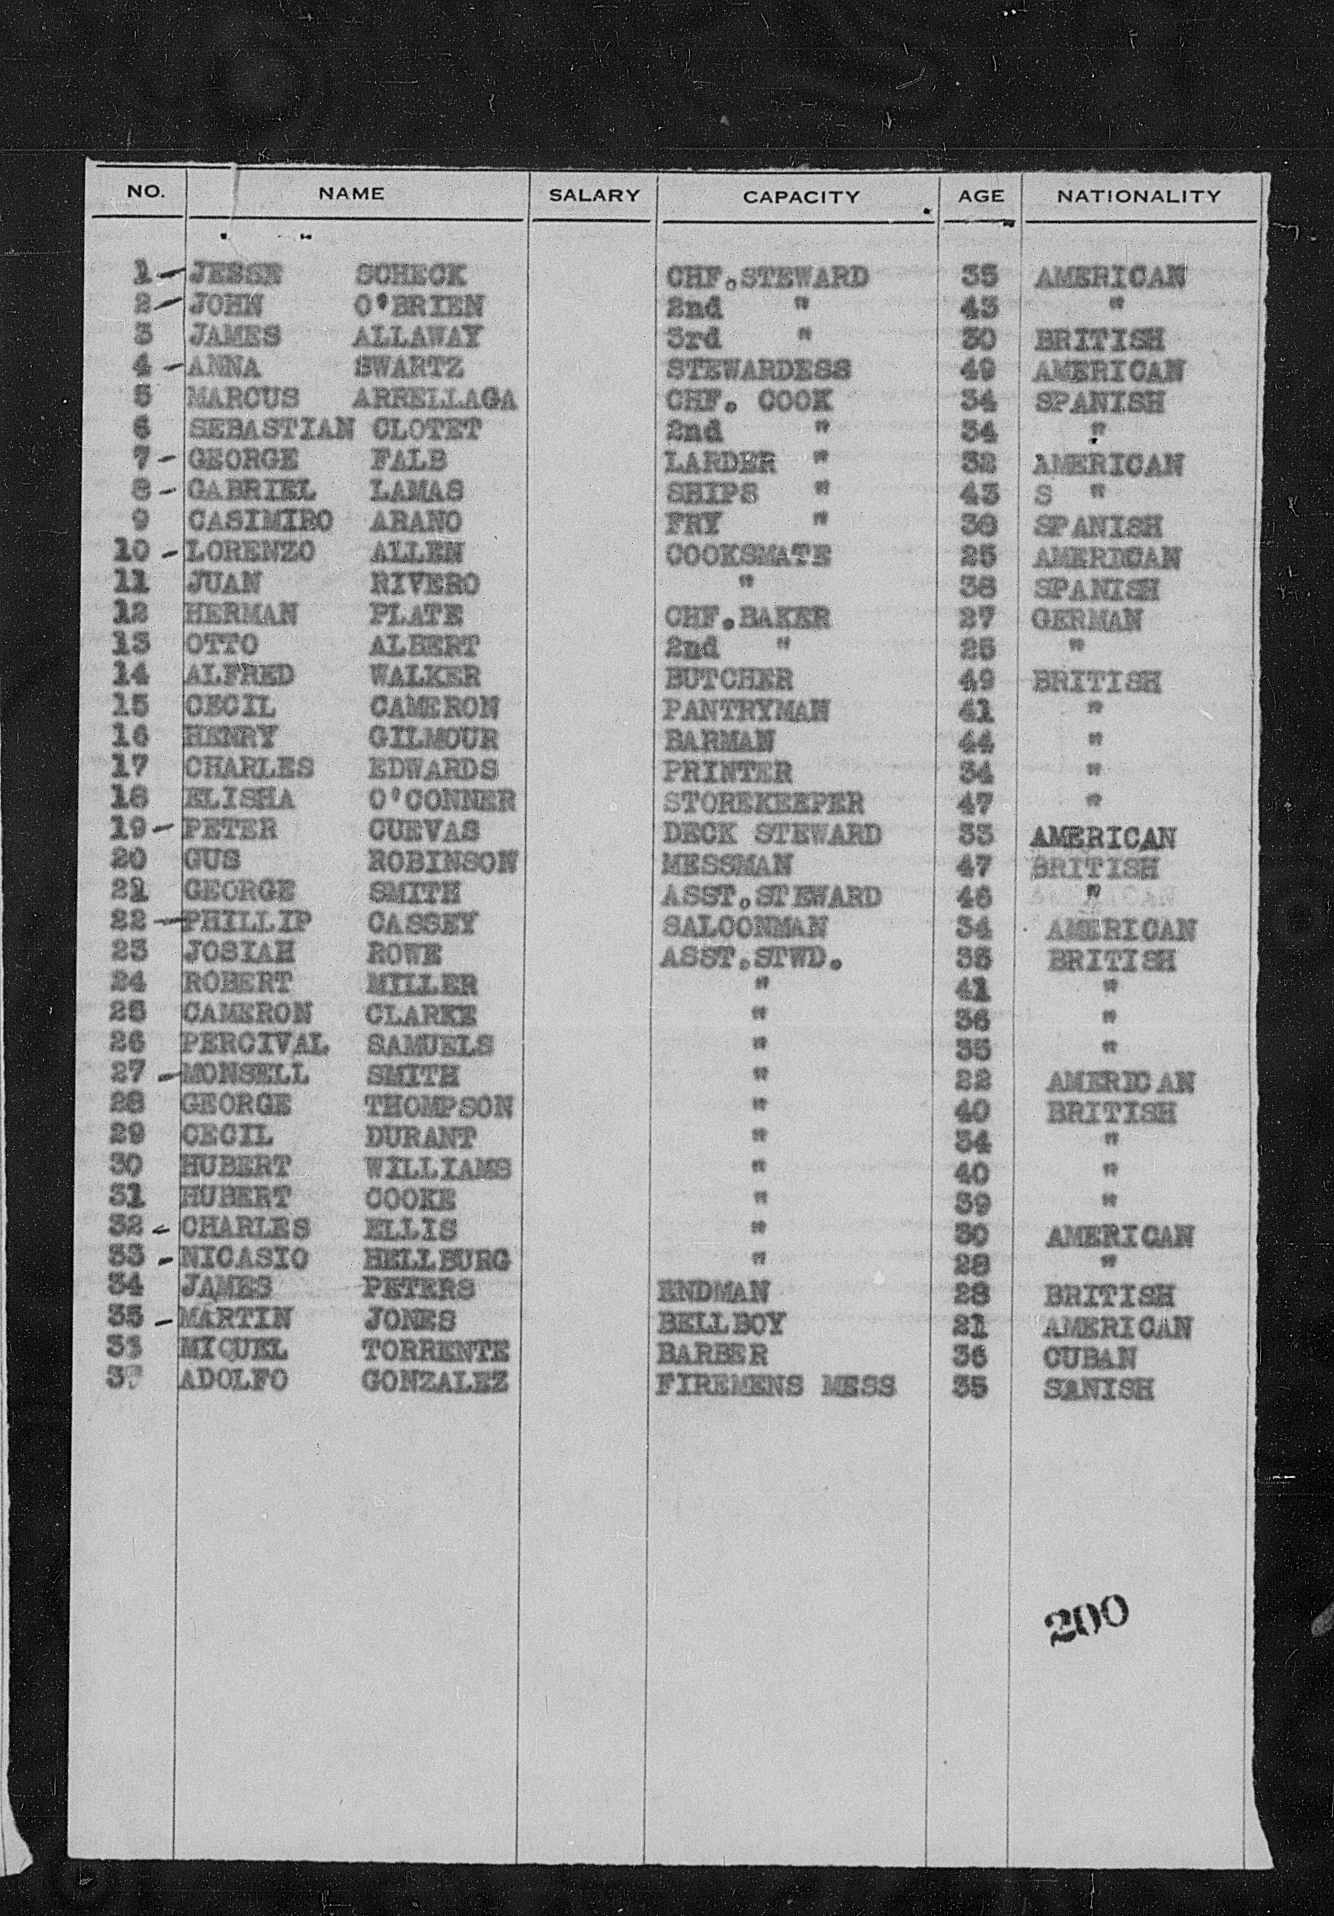 NO. NAME SALARY CAPACITY AGE NATIONALITY
1 - JESSE SCHECK CHF.STEWARD 35 AMERICAN
2 - JOHN O'BRIEN 2nd " 43 "
3 JAMES ALLAWAY 3rd " 30 BRITISH
4 - ANNA SWARTZ STEWARDESS 49 AMERICAN
5 MARCUS ARRELLAGA CHF. COOK 34 SPANISH
6 SEBASTIAN CLOTET 2nd " 34 "
7 - GEORGE FALB LARDER " 32 AMERICAN
8 - GABRIEL LAMAS SHIPS " 43 S "
9 CASIMIRO ABANO FRY " 38 SPANISH
10 - LORENZO ALLEN COOKSMATE 25 AMERICAN
11 JUAN RIVERO " 38 SPANISH
12 HERMAN PLATE CHF.BAKER 27 GERMAN
13 OTTO ALBERT 2nd " 25 "
14 ALFRED WALKER BUTCHER 49 BRITISH
15 CECIL CAMERON PANTRYMAN 41 "
16 HENRY GILMOUR BARMAN 44 "
17 CHARLES EDWARDS PRINTER 34 "
18 ELISHA O'CONNER STOREKEEPER 47 "
19 - PETER CUEVAS DECK STEWARD 33 AMERICAN
20 GUS ROBINSON MESSMAN 47 BRITISH
21 GEORGE SMITH ASST.STEWARD 46 "
22 - PHILLIP CASSEY SALOONMAN 34 AMERICAN
23 JOSIAH ROWE ASST.STWD. 35 BRITISH
24 ROBERT MILLER " 41 "
25 CAMERON CLARKE " 36 "
26 PERCIVAL SAMUELS " 35 "
27 - MONSELL SMITH " 22 AMERICAN
28 GEORGE THOMPSON " 40 BRITISH
29 CECIL DURANT " 34 "
30 HUBERT WILLIAMS " 40 "
31 HUBERT COOKE " 39 "
32 - CHARLES ELLIS " 30 AMERICAN
33 - NICASIO HELLBURG " 28 "
34 JAMES PETERS ENDMAN 28 BRITISH
35 - MARTIN JONES BELLBOY 21 AMERICAN
36 MIQUEL TORRENTE BARBER 36 CUBAN
37 ADOLFO GONZALEZ FIREMENS MESS 35 SANISH
200